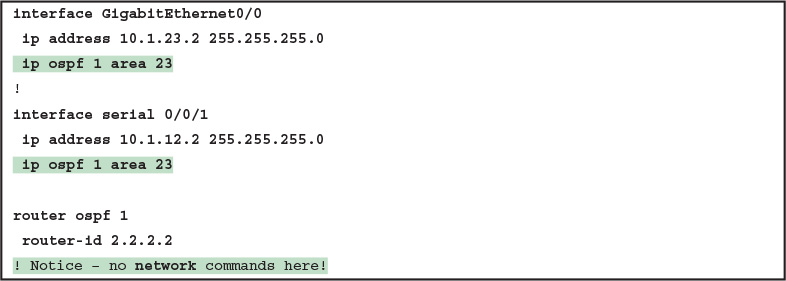 interface GigabitEthernet0/0
ip address 10.1.23.2 255.255.255.0
ip ospf 1 area 23
!
interface serial 0/0/1
ip address 10.1.12.2 255.255.255.0
ip ospf 1 area 23
router ospf 1
router-id 2.2.2.2
! Notice – no network commands here!